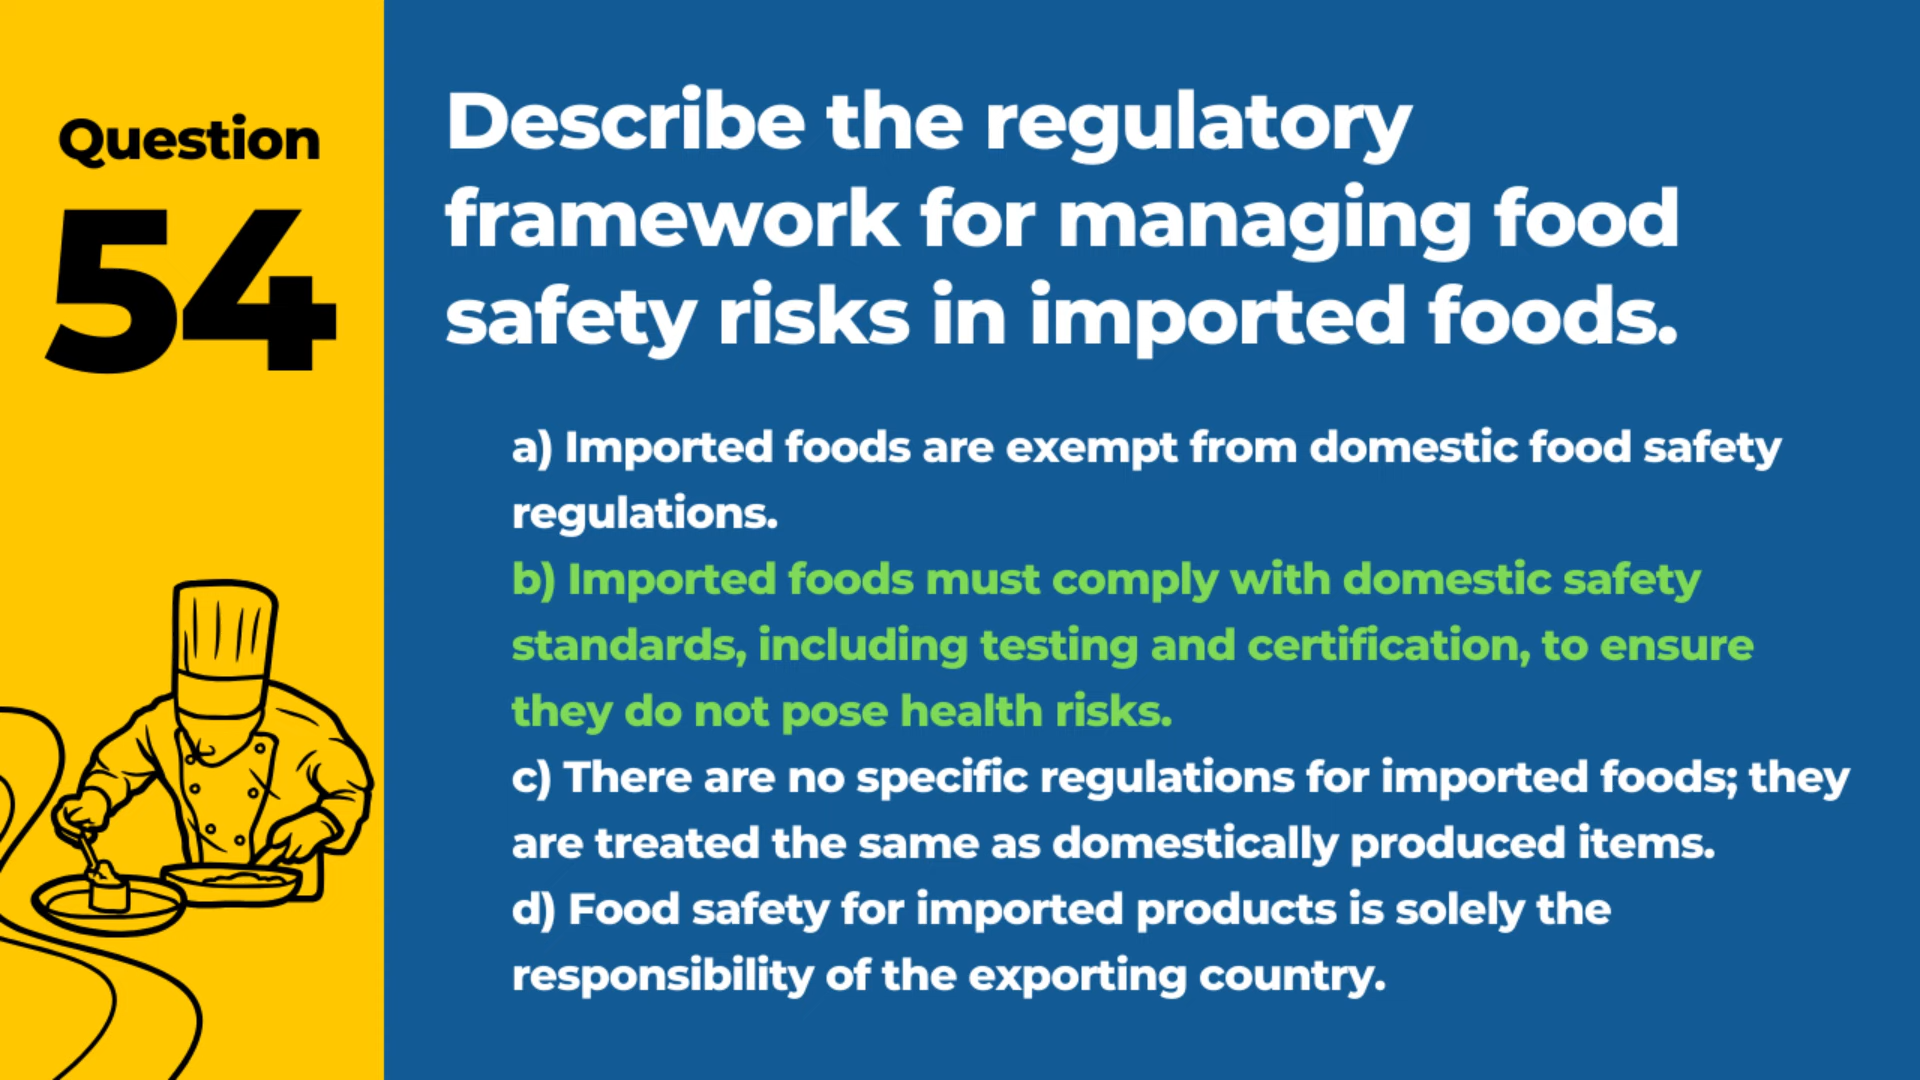 Question
54
Describe the regulatory
framework for managing food
safety risks in imported foods.
a) Imported foods are exempt from domestic food safety
regulations.
b) Imported foods must comply with domestic safety
standards, including testing and certification, to ensure
they do not pose health risks.
c) There are no specific regulations for imported foods; they
are treated the same as domestically produced items.
d) Food safety for imported products is solely the
responsibility of the exporting country.